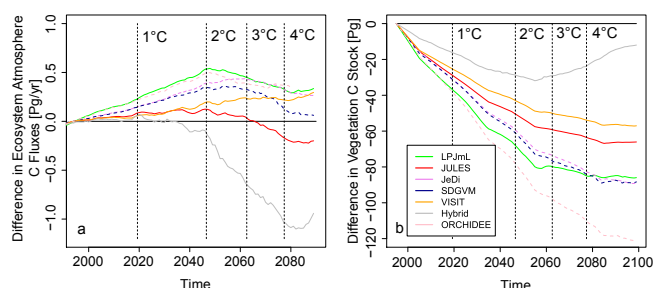 Difference in Ecosystem Atmosphere
C Fluxes [Pg/yr]
1.0
0.5
0.0
−0.5
−1.0
1°C
2°C
3°C
4°C
a
2000
2020
2040
2060
2080
Time
Difference in Vegetation C Stock [Pg]
0
−20
−40
−60
−80
−100
−120
1°C
2°C
3°C
4°C
LPJmL
JULES
JeDi
SDGVM
VISIT
Hybrid
ORCHIDEE
b
2000
2020
2040
2060
2080
2100
Time